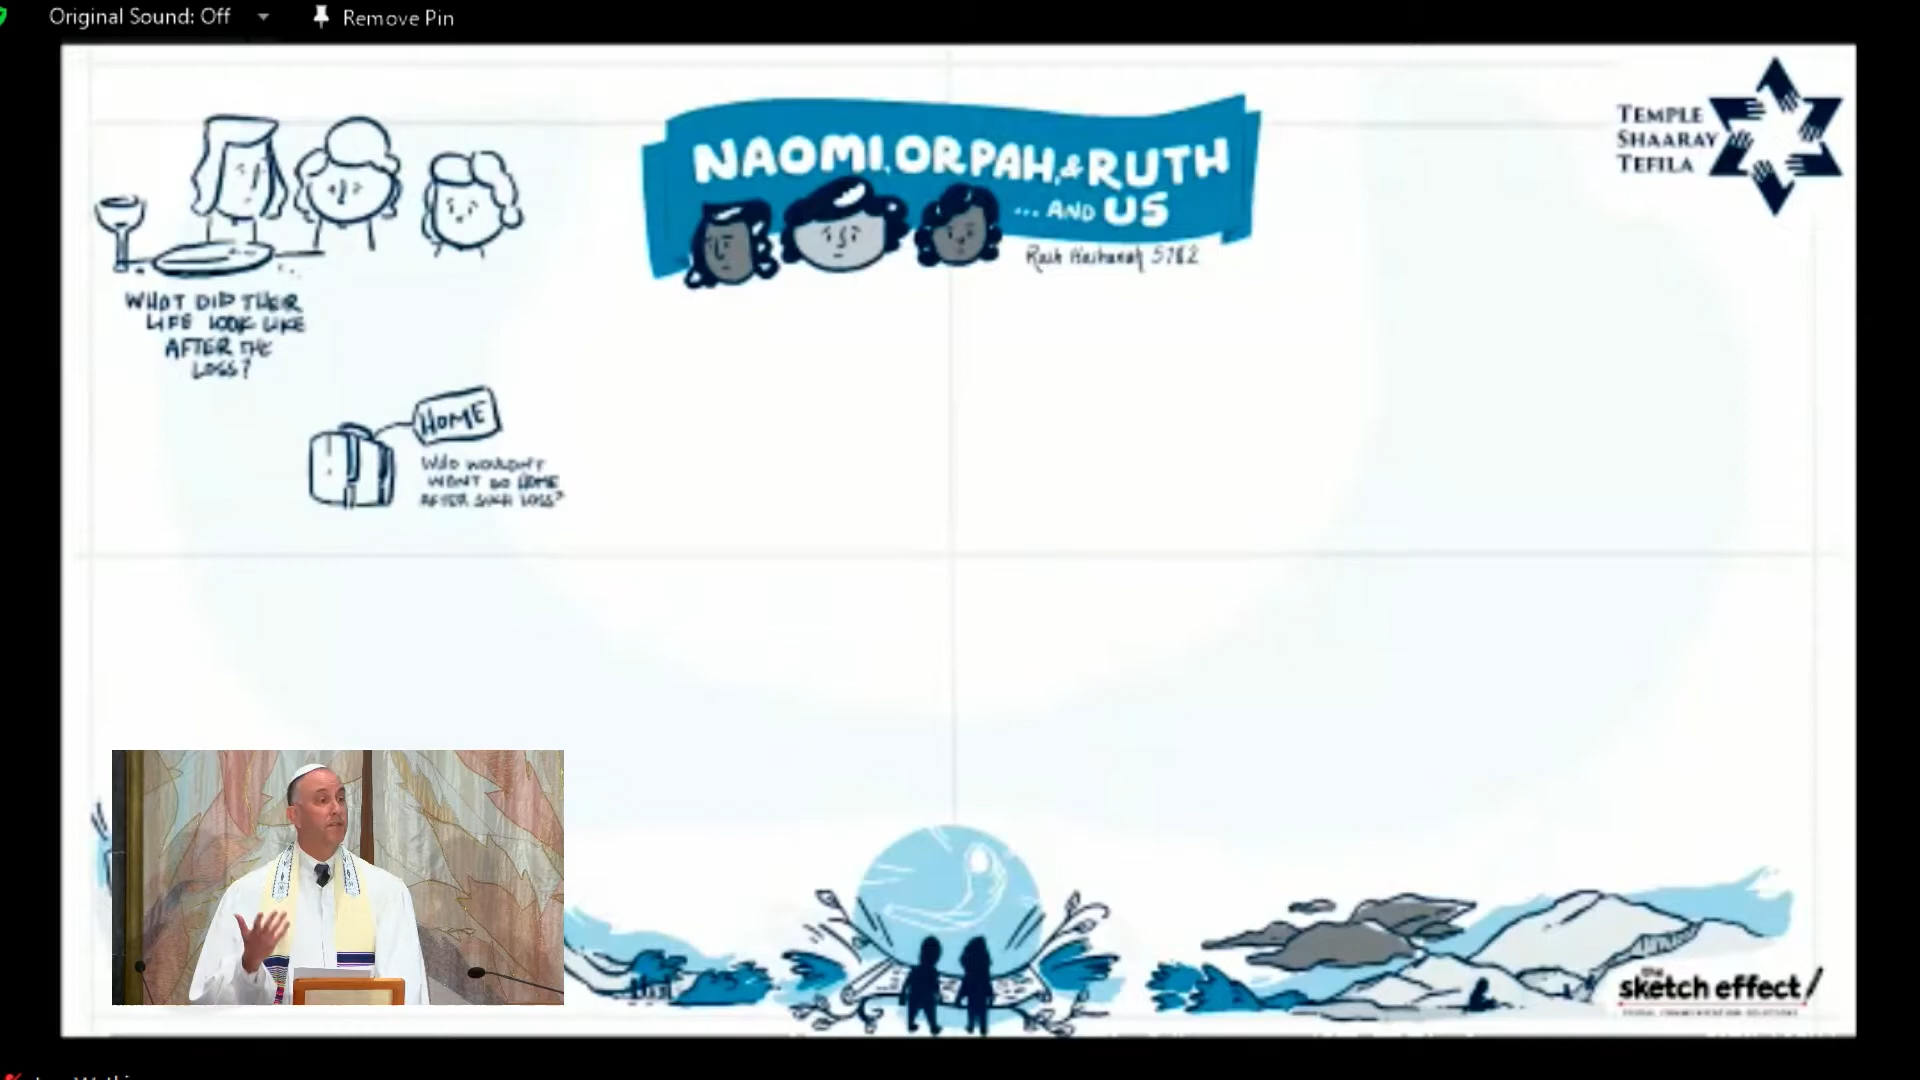 Original Sound: Off
Remove Pin
NAOMI, ORPAH, & RUTH
... AND US
Rosh Hashanah 5782
TEMPLE
SHAARAY
TEFILA
WHAT DID THEIR
LIFE LOOK LIKE
AFTER THE
LOSS?
HOME
WHO WOULDN'T
WANT GO HOME
AFTER SUCH LOSS?
the
sketch effect/